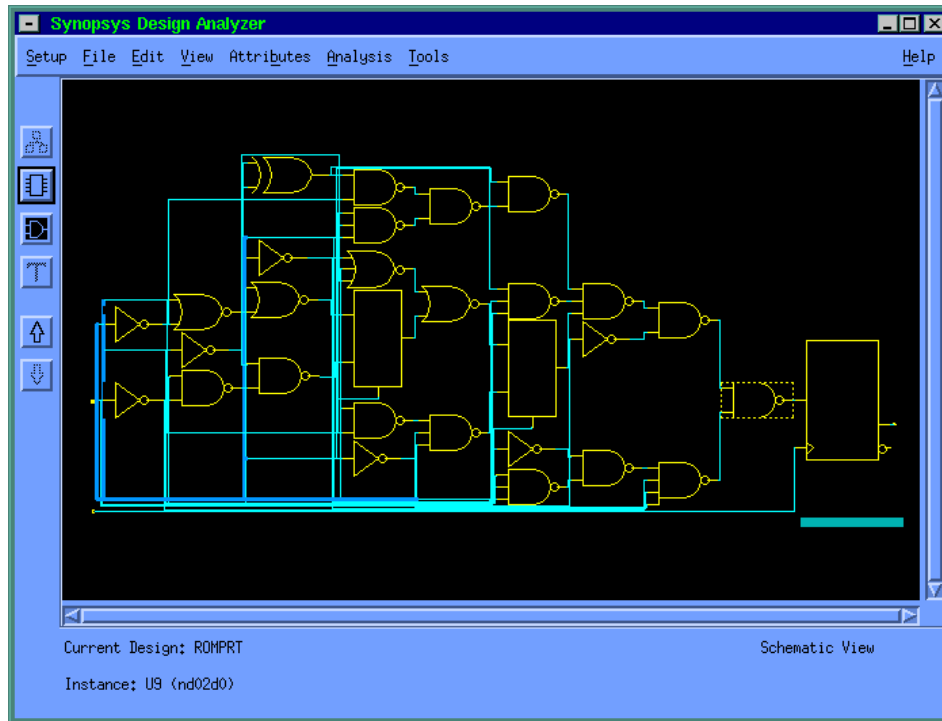 Synopsys Design Analyzer
Setup File Edit View Attributes Analysis Tools Help
Current Design: ROMPRT Schematic View
Instance: U9 (nd02d0)